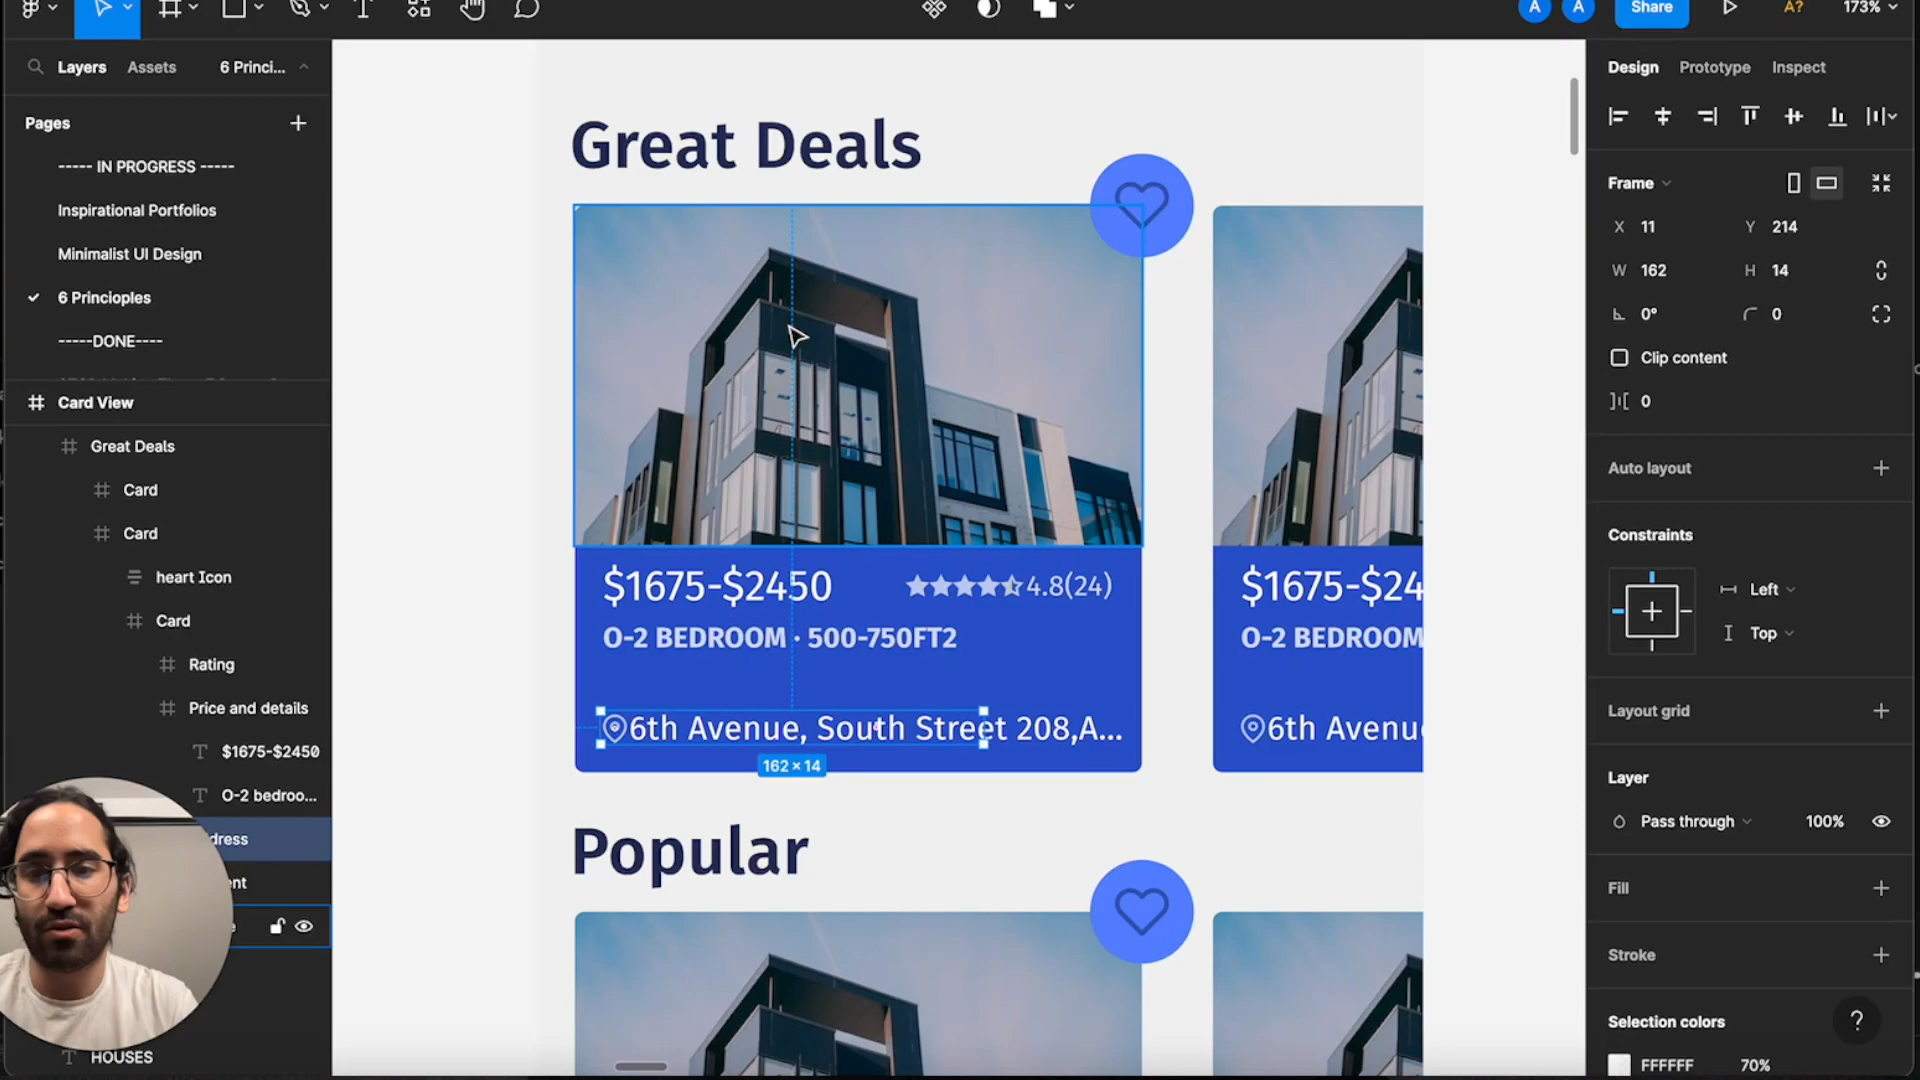 A A Share A? 173%
Layers Assets 6 Princi...
Pages
----- IN PROGRESS -----
Inspirational Portfolios
Minimalist UI Design
6 Principples
-----DONE----
Card View
Great Deals
Card
Card
heart Icon
Card
Rating
Price and details
$1675-$2450
O-2 bedroo...
dress
nt
e
HOUSES
Great Deals
$1675-$2450
4.8(24)
O-2 BEDROOM · 500-750FT2
6th Avenue, South Street 208,A...
162 × 14
$1675-$24
O-2 BEDROOM
6th Avenu
Popular
Design Prototype Inspect
Frame
X 11 Y 214
W 162 H 14
0° 0
Clip content
0
Auto layout
Constraints
Left
Top
Layout grid
Layer
Pass through 100%
Fill
Stroke
Selection colors
?
FFFFFF 70%